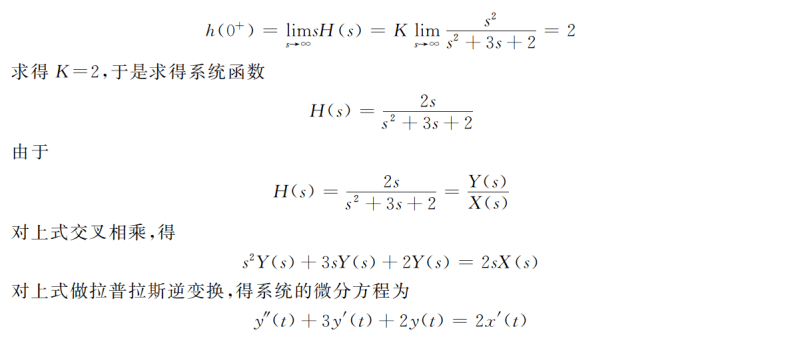 h(0⁺) = lim_{s→∞} sH(s) = K lim_{s→∞} s²/(s² + 3s + 2) = 2
求得 K=2,于是求得系统函数
H(s) = 2s/(s² + 3s + 2)
由于
H(s) = 2s/(s² + 3s + 2) = Y(s)/X(s)
对上式交叉相乘,得
s²Y(s) + 3sY(s) + 2Y(s) = 2sX(s)
对上式做拉普拉斯逆变换,得系统的微分方程为
y″(t) + 3y′(t) + 2y(t) = 2x′(t)